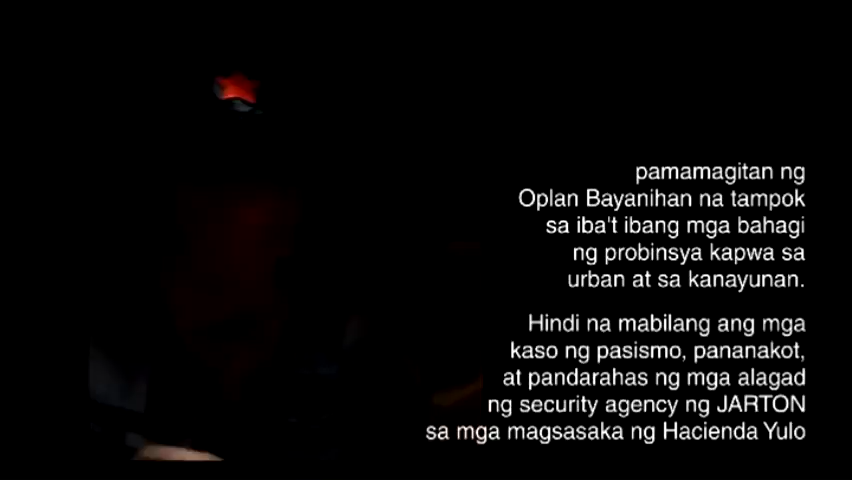 pamamagitan ng
Oplan Bayanihan na tampok
sa iba't ibang mga bahagi
ng probinsya kapwa sa
urban at sa kanayunan.
Hindi na mabilang ang mga
kaso ng pasismo, pananakot,
at pandarahas ng mga alagad
ng security agency ng JARTON
sa mga magsasaka ng Hacienda Yulo